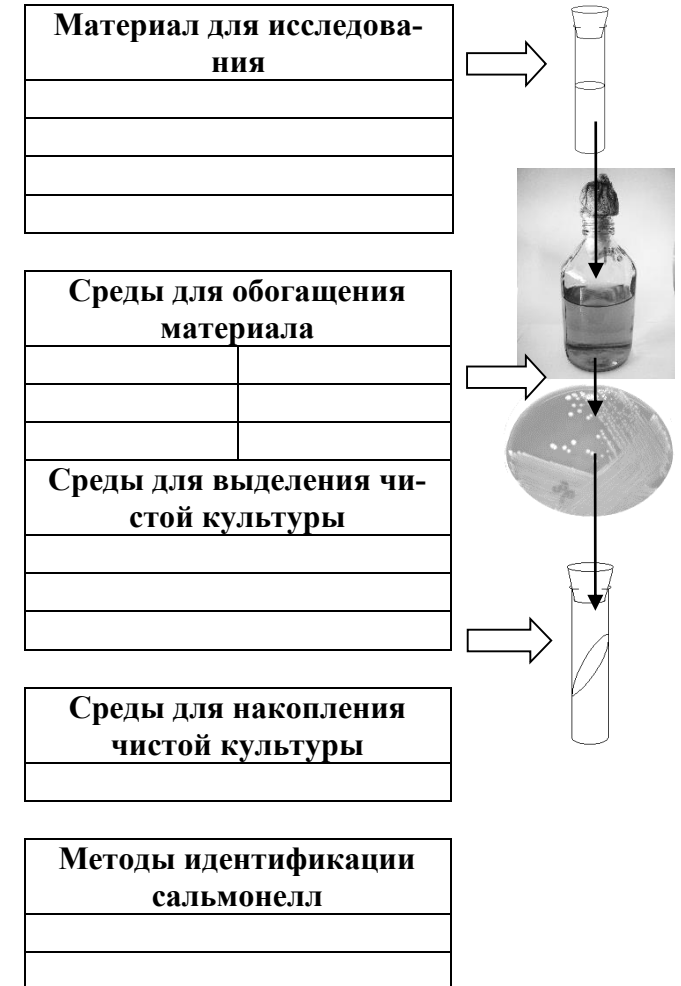 Материал для исследова-
ния
Среды для обогащения
материала
Среды для выделения чи-
стой культуры
Среды для накопления
чистой культуры
Методы идентификации
сальмонелл